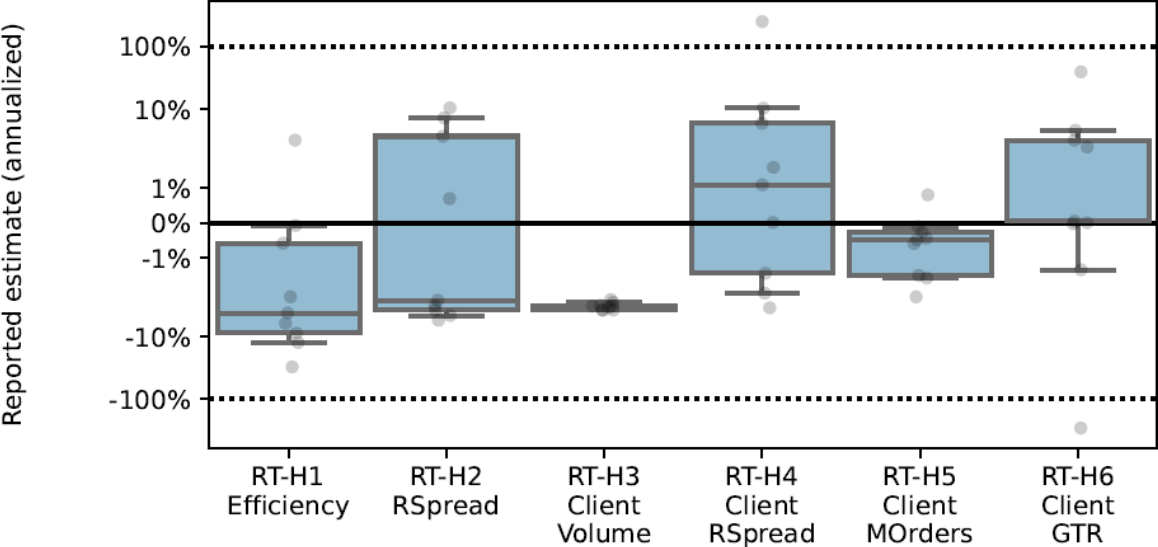 Reported estimate (annualized)
100%
10%
1%
0%
-1%
-10%
-100%
RT-H1
Efficiency
RT-H2
RSpread
RT-H3
Client
Volume
RT-H4
Client
RSpread
RT-H5
Client
MOrders
RT-H6
Client
GTR